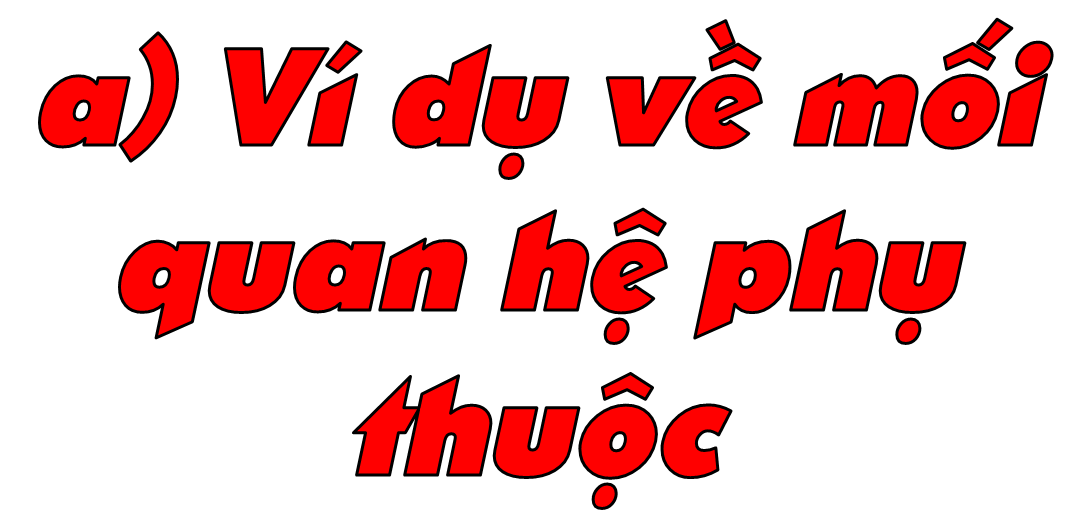 a) Ví dụ về mối
quan hệ phụ
thuộc